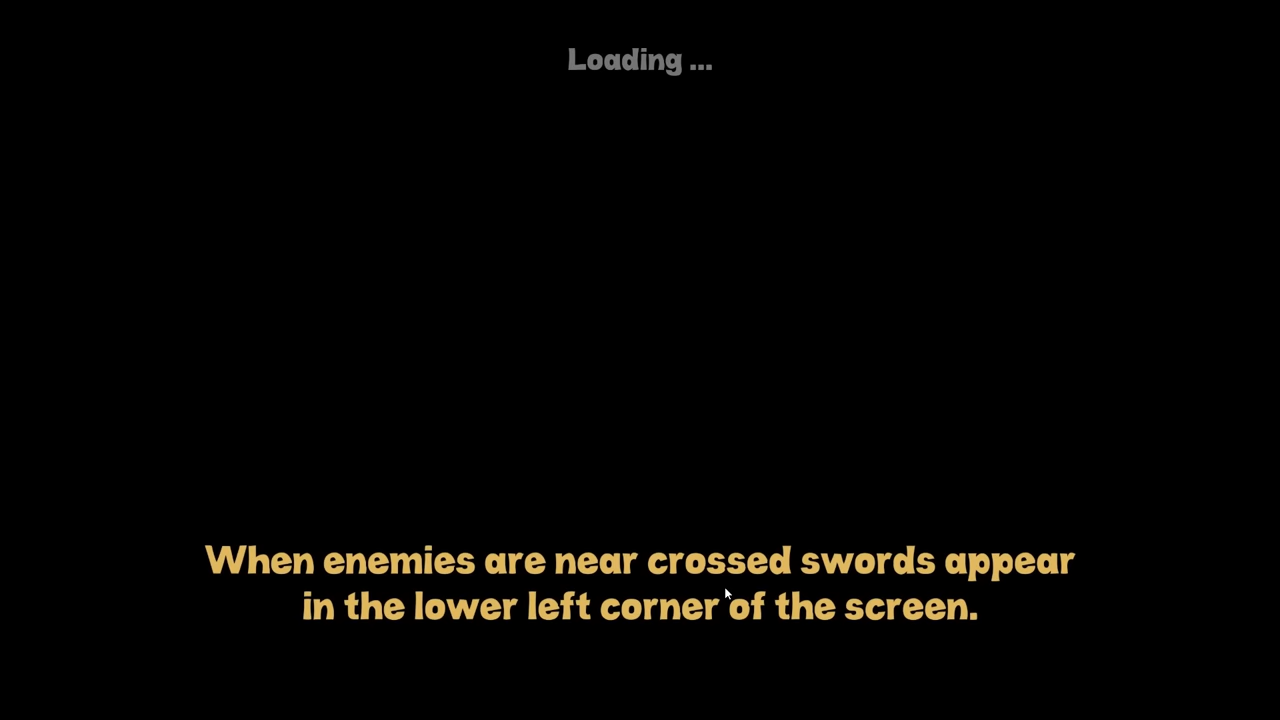 Loading ...
When enemies are near crossed swords appear
in the lower left corner of the screen.